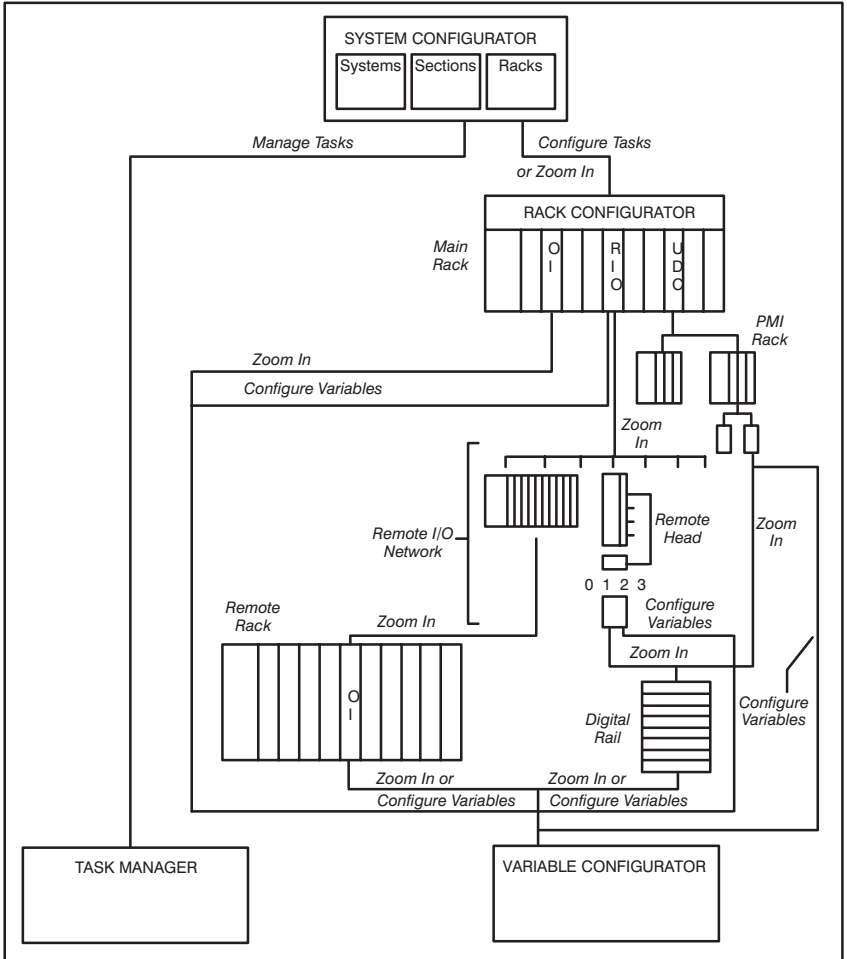 SYSTEM CONFIGURATOR
Systems
Sections
Racks
Manage Tasks
Configure Tasks
or Zoom In
RACK CONFIGURATOR
Main
Rack
O
I
R
I
O
U
D
C
PMI
Rack
Zoom In
Configure Variables
Zoom
In
Remote I/O
Network
Remote
Head
Zoom
In
0 1 2 3
Configure
Variables
Remote
Rack
Zoom In
Zoom In
O
I
Digital
Rail
Configure
Variables
Zoom In or
Configure Variables
Zoom In or
Configure Variables
TASK MANAGER
VARIABLE CONFIGURATOR